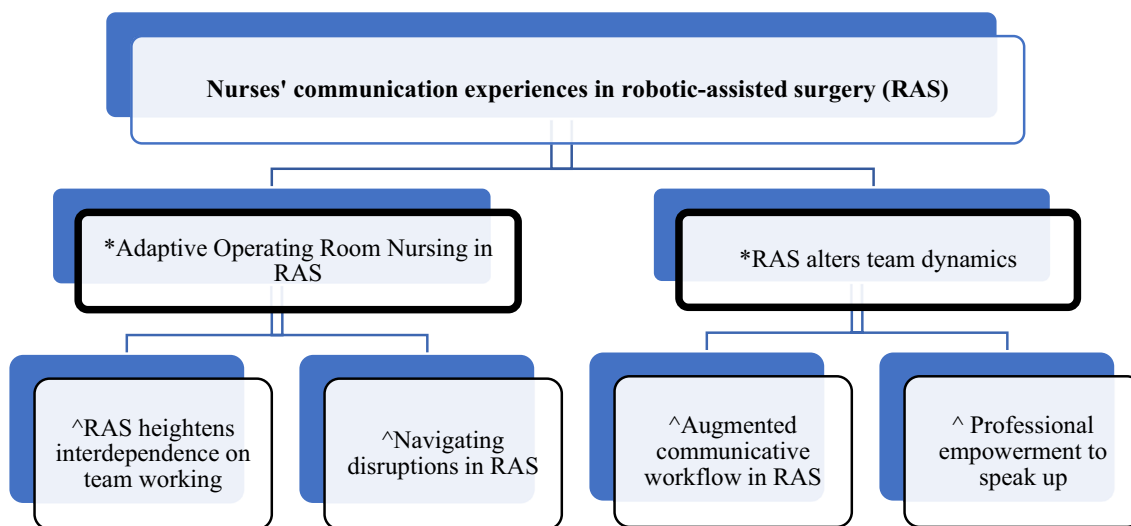 Nurses' communication experiences in robotic-assisted surgery (RAS)
*Adaptive Operating Room Nursing in
RAS
*RAS alters team dynamics
^RAS heightens
interdependence on
team working
^Navigating
disruptions in RAS
^Augmented
communicative
workflow in RAS
^ Professional
empowerment to
speak up